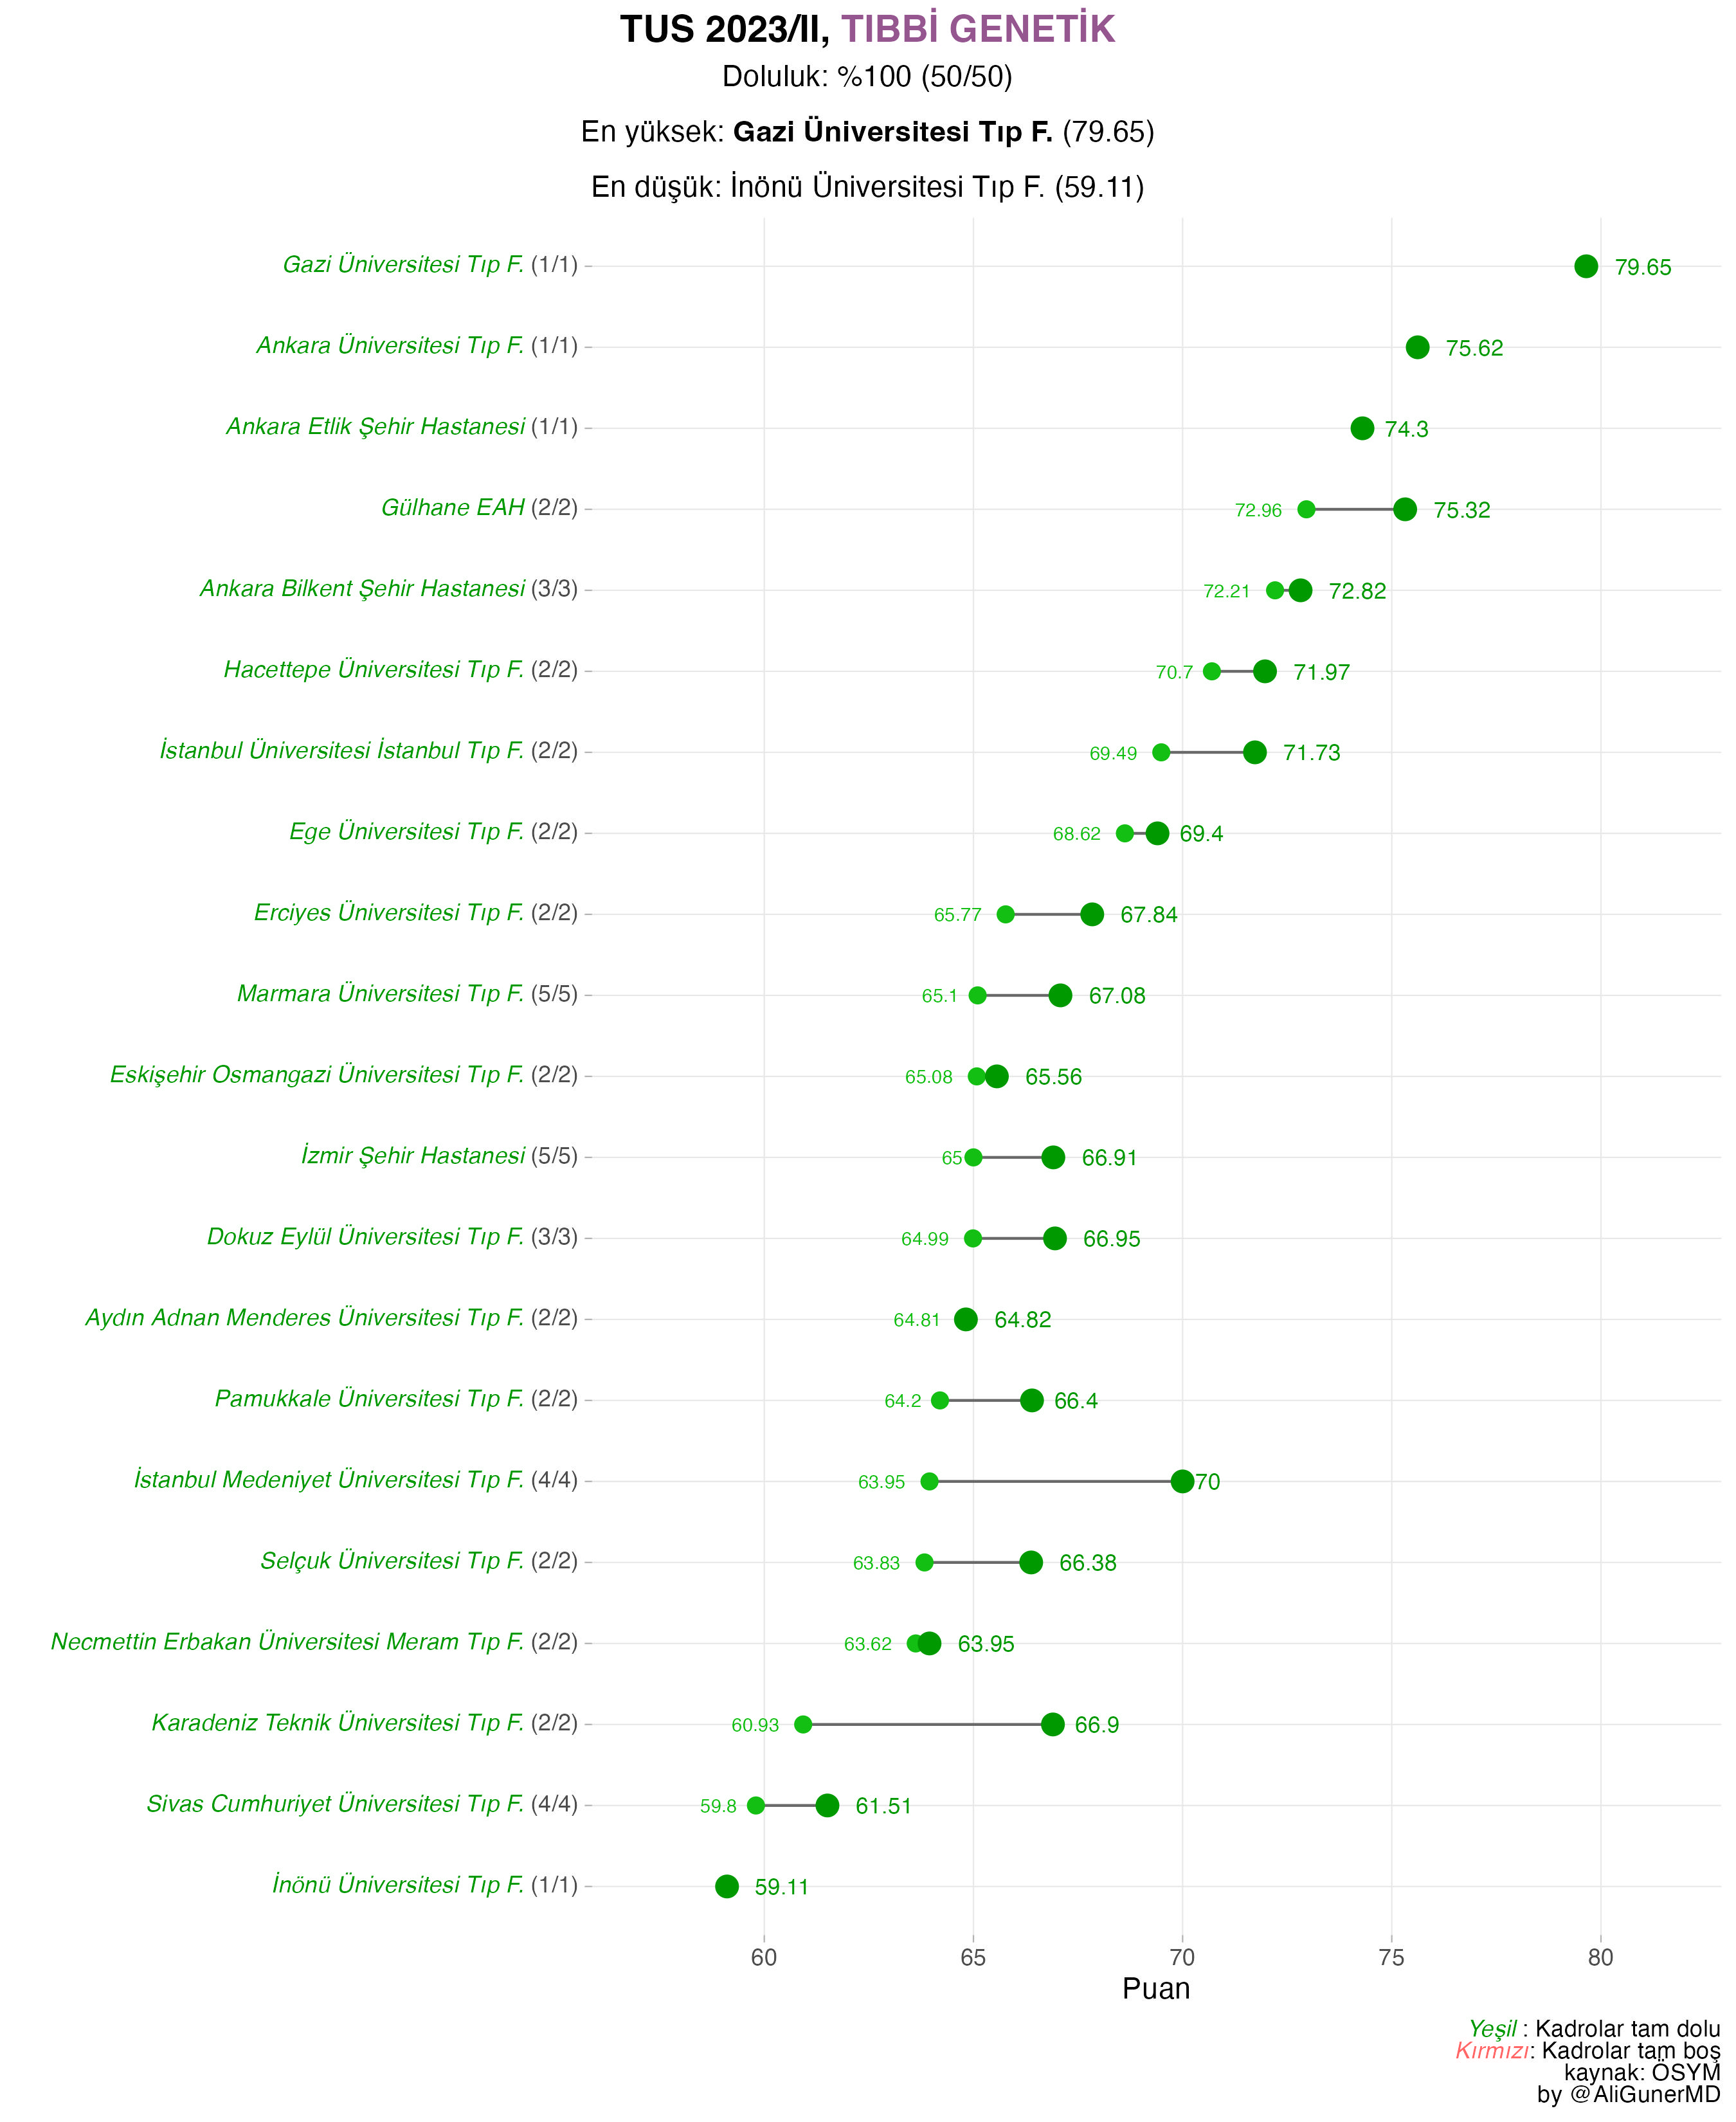 TUS 2023/II, TIBBİ GENETİK
Doluluk: %100 (50/50)
En yüksek: Gazi Üniversitesi Tıp F. (79.65)
En düşük: İnönü Üniversitesi Tıp F. (59.11)
Gazi Üniversitesi Tıp F. (1/1) 79.65
Ankara Üniversitesi Tıp F. (1/1) 75.62
Ankara Etlik Şehir Hastanesi (1/1) 74.3
Gülhane EAH (2/2) 72.96 75.32
Ankara Bilkent Şehir Hastanesi (3/3) 72.21 72.82
Hacettepe Üniversitesi Tıp F. (2/2) 70.7 71.97
İstanbul Üniversitesi İstanbul Tıp F. (2/2) 69.49 71.73
Ege Üniversitesi Tıp F. (2/2) 68.62 69.4
Erciyes Üniversitesi Tıp F. (2/2) 65.77 67.84
Marmara Üniversitesi Tıp F. (5/5) 65.1 67.08
Eskişehir Osmangazi Üniversitesi Tıp F. (2/2) 65.08 65.56
İzmir Şehir Hastanesi (5/5) 65 66.91
Dokuz Eylül Üniversitesi Tıp F. (3/3) 64.99 66.95
Aydın Adnan Menderes Üniversitesi Tıp F. (2/2) 64.81 64.82
Pamukkale Üniversitesi Tıp F. (2/2) 64.2 66.4
İstanbul Medeniyet Üniversitesi Tıp F. (4/4) 63.95 70
Selçuk Üniversitesi Tıp F. (2/2) 63.83 66.38
Necmettin Erbakan Üniversitesi Meram Tıp F. (2/2) 63.62 63.95
Karadeniz Teknik Üniversitesi Tıp F. (2/2) 60.93 66.9
Sivas Cumhuriyet Üniversitesi Tıp F. (4/4) 59.8 61.51
İnönü Üniversitesi Tıp F. (1/1) 59.11
60 65 70 75 80
Puan
Yeşil : Kadrolar tam dolu
Kırmızı: Kadrolar tam boş
kaynak: ÖSYM
by @AliGunerMD